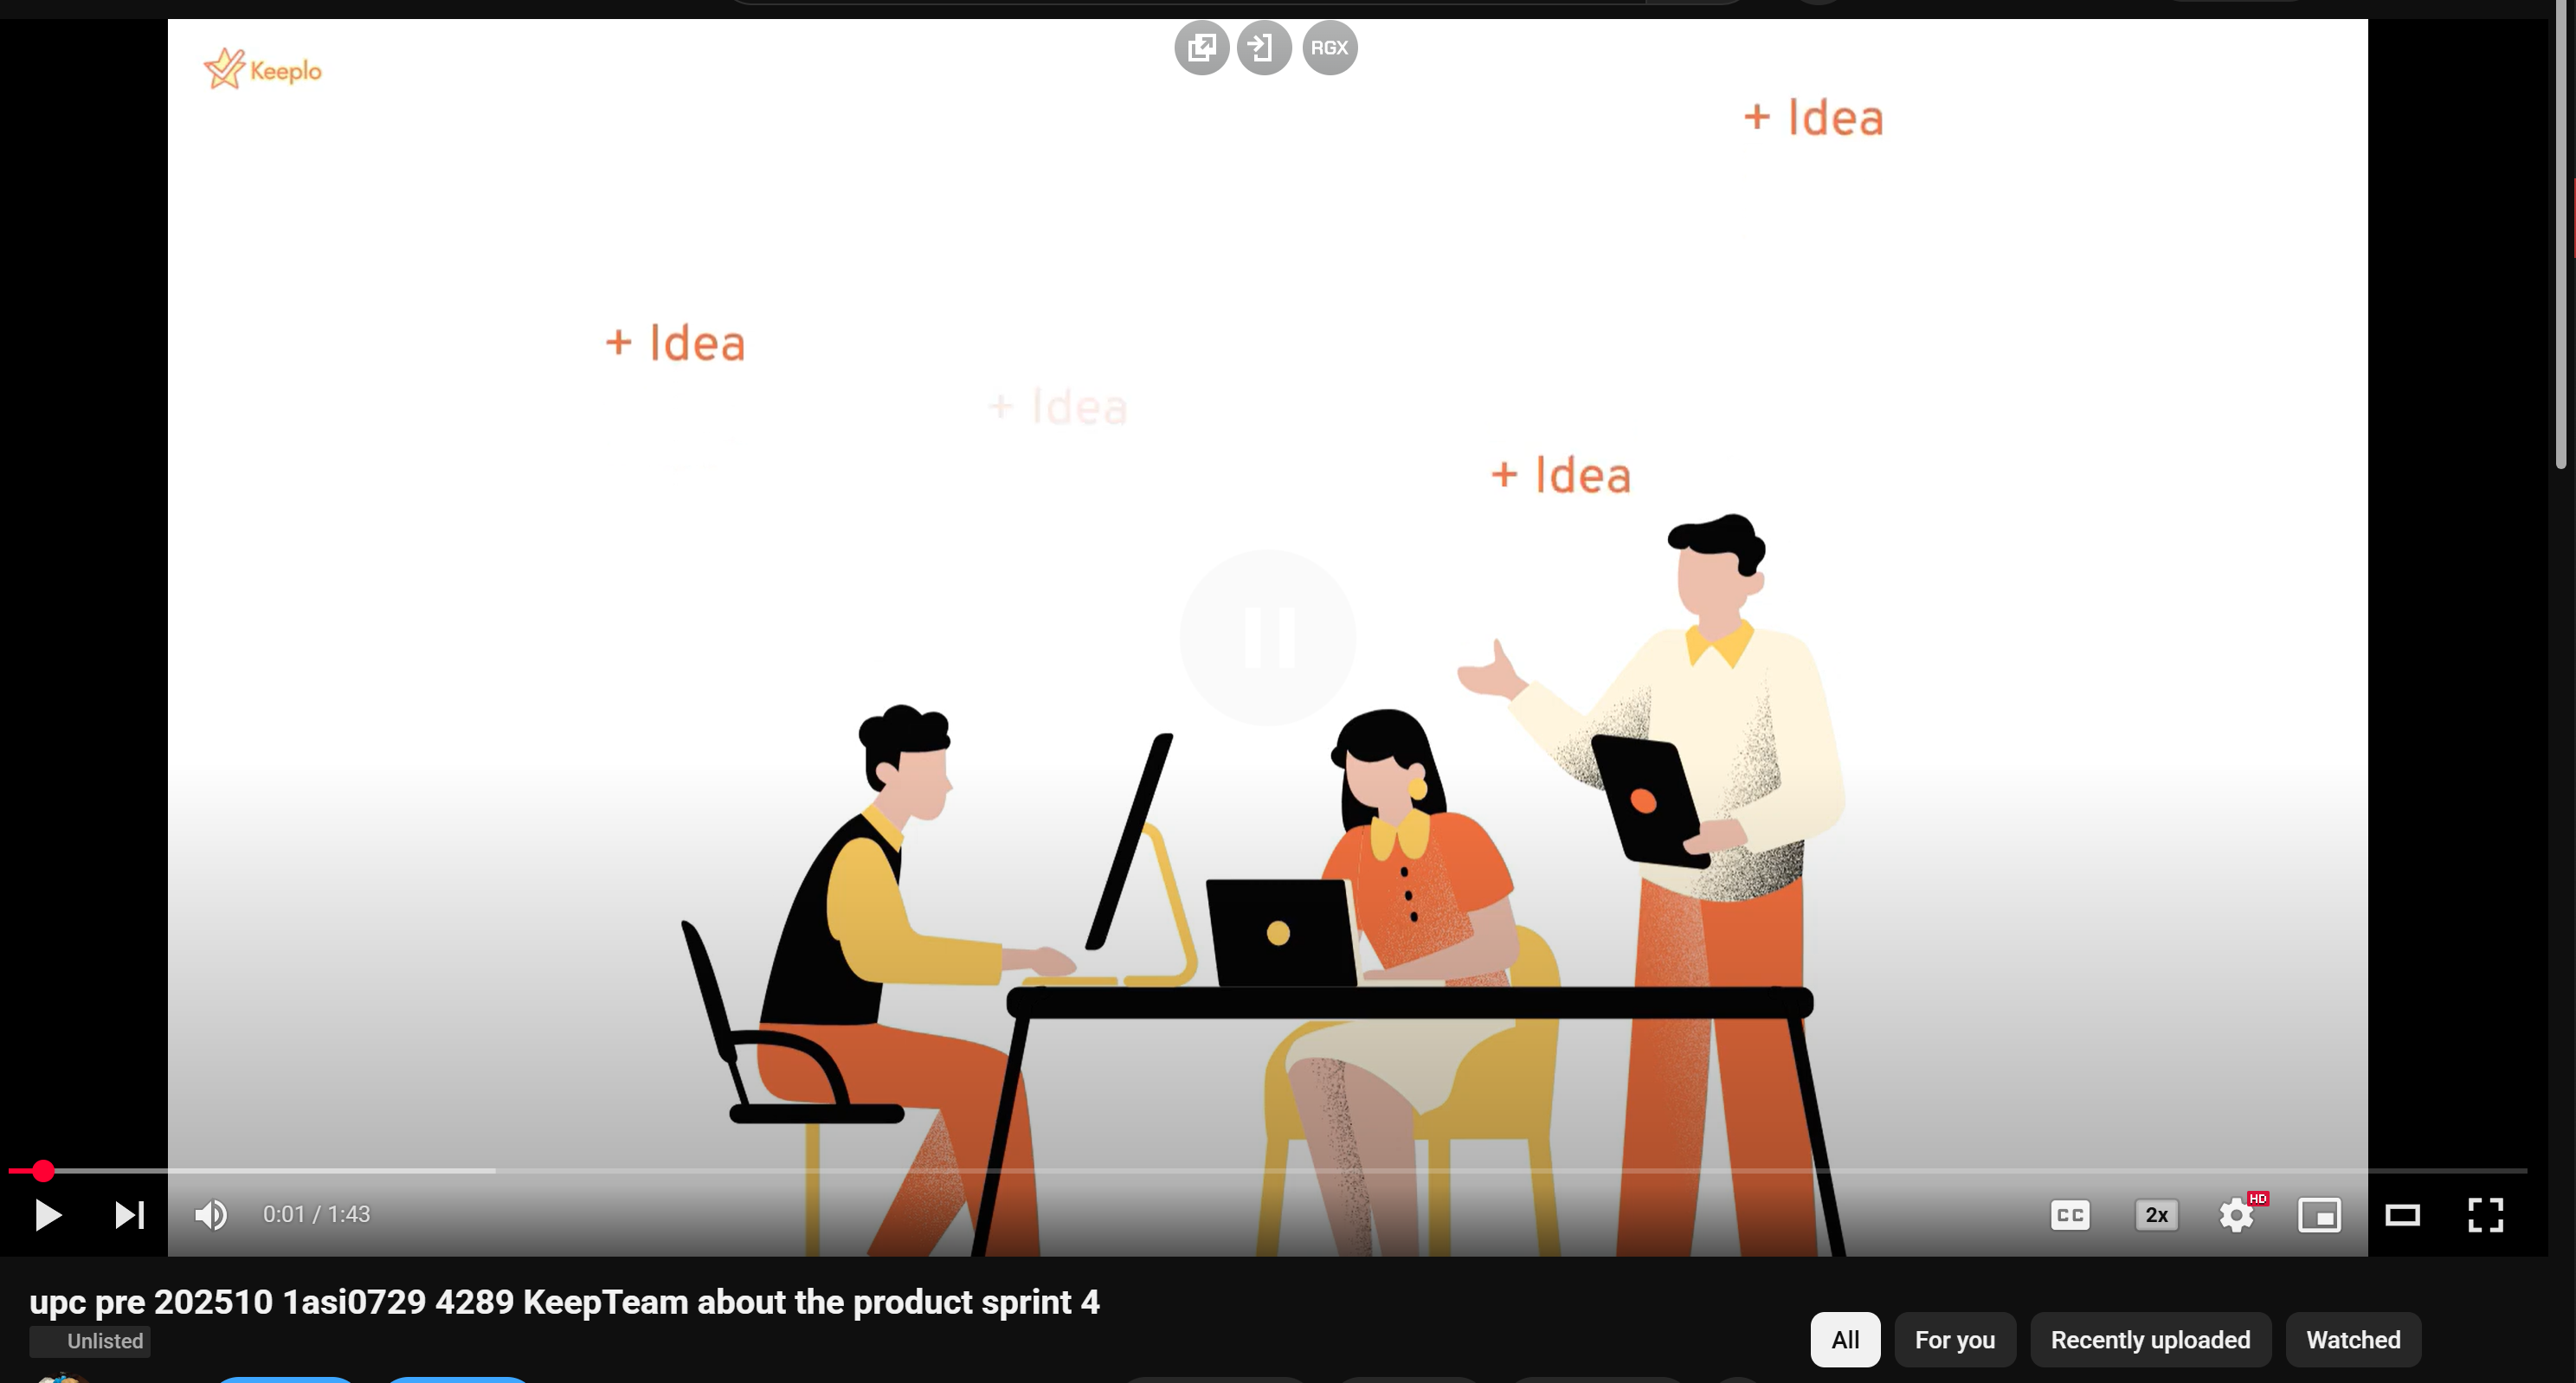 RGX
Keeplo
+ Idea
+ Idea
+ Idea
+ Idea
0:01 / 1:43
CC
2x
HD
upc pre 202510 1asi0729 4289 KeepTeam about the product sprint 4
Unlisted
All
For you
Recently uploaded
Watched